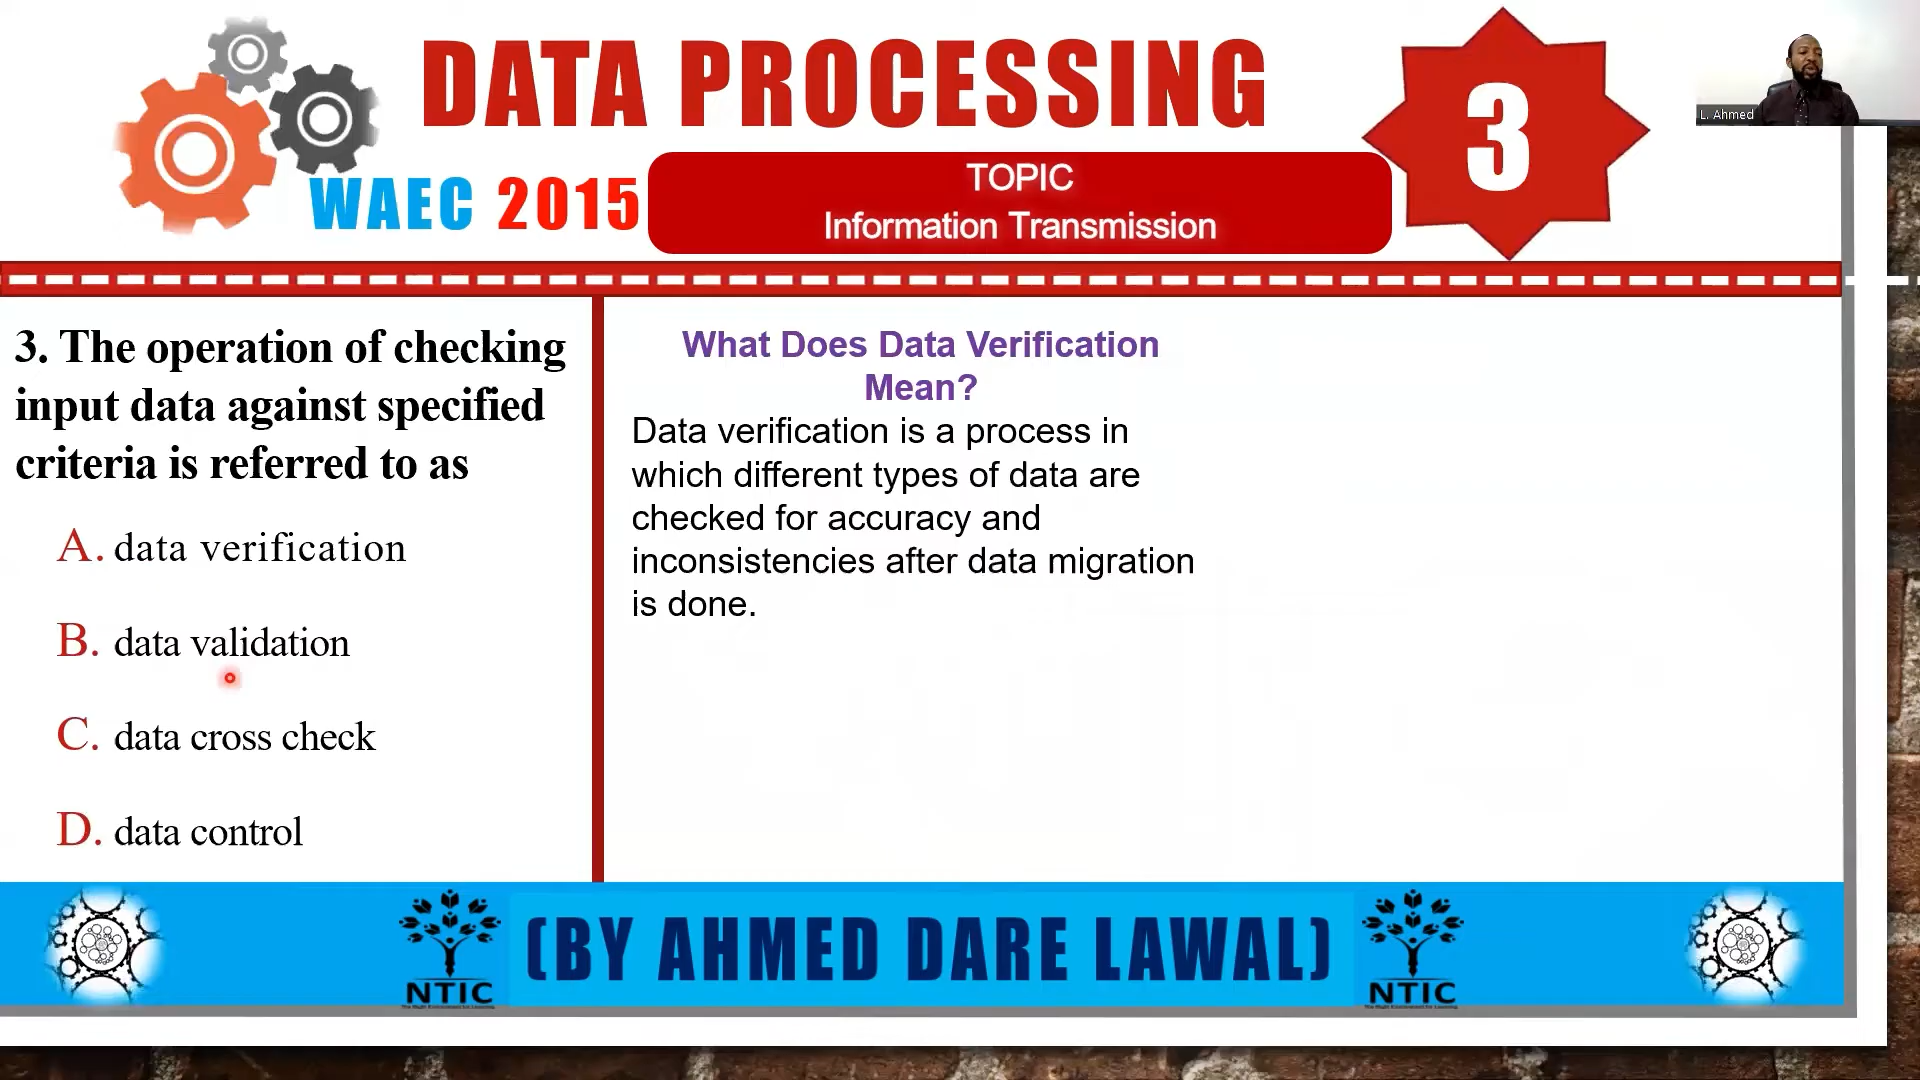 DATA PROCESSING
3
L. Ahmed
WAEC 2015
TOPIC
Information Transmission
3. The operation of checking
input data against specified
criteria is referred to as
A. data verification
B. data validation
C. data cross check
D. data control
What Does Data Verification
Mean?
Data verification is a process in
which different types of data are
checked for accuracy and
inconsistencies after data migration
is done.
NTIC
(BY AHMED DARE LAWAL)
NTIC